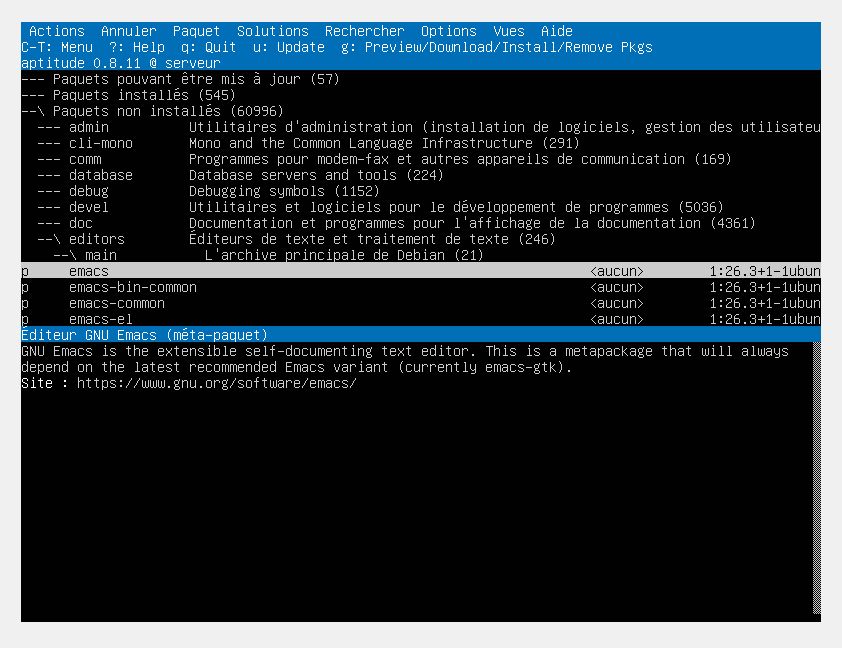 Actions  Annuler  Paquet  Solutions  Rechercher  Options  Vues  Aide
C-T: Menu  ?: Help  q: Quit  u: Update  g: Preview/Download/Install/Remove Pkgs
aptitude 0.8.11 @ serveur
--- Paquets pouvant être mis à jour (57)
--- Paquets installés (545)
--\ Paquets non installés (60996)
--- admin Utilitaires d'administration (installation de logiciels, gestion des utilisateu
--- cli-mono Mono and the Common Language Infrastructure (291)
--- comm Programmes pour modem-fax et autres appareils de communication (169)
--- database Database servers and tools (224)
--- debug Debugging symbols (1152)
--- devel Utilitaires et logiciels pour le développement de programmes (5036)
--- doc Documentation et programmes pour l'affichage de la documentation (4361)
--\ editors Éditeurs de texte et traitement de texte (246)
--\ main L'archive principale de Debian (21)
p emacs <aucun> 1:26.3+1-1ubun
p emacs-bin-common <aucun> 1:26.3+1-1ubun
p emacs-common <aucun> 1:26.3+1-1ubun
p emacs-el <aucun> 1:26.3+1-1ubun
Éditeur GNU Emacs (méta-paquet)
GNU Emacs is the extensible self-documenting text editor. This is a metapackage that will always
depend on the latest recommended Emacs variant (currently emacs-gtk).
Site : https://www.gnu.org/software/emacs/